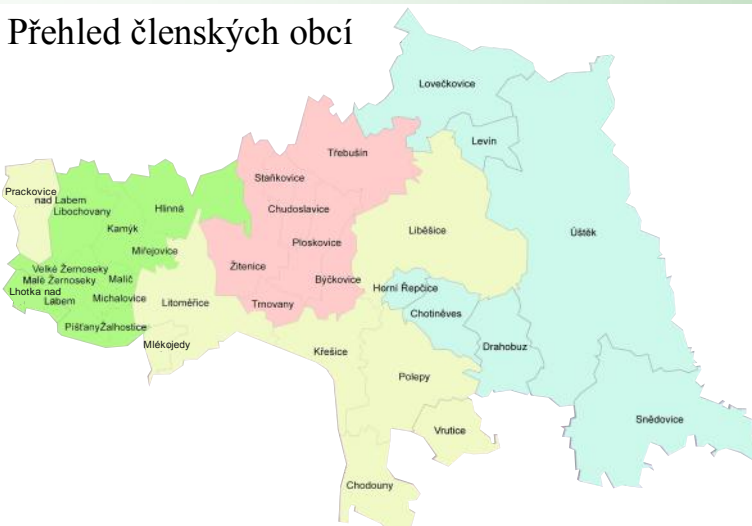 Přehled členských obcí
Lovečkovice
Levín
Třebušín
Staňkovice
Prackovice
nad Labem
Libochovany
Hlinná
Chudoslavice
Kamýk
Ploskovice
Liběšice
Úštěk
Miřejovice
Žitenice
Býčkovice
Velké Žernoseky
Malé Žernoseky
Malíč
Horní Řepčice
Lhotka nad
Labem
Michalovice
Litoměřice
Trnovany
Chotiněves
Píšťany
Žalhostice
Mlékojedy
Křešice
Drahobuz
Polepy
Snědovice
Vrutice
Chodouny